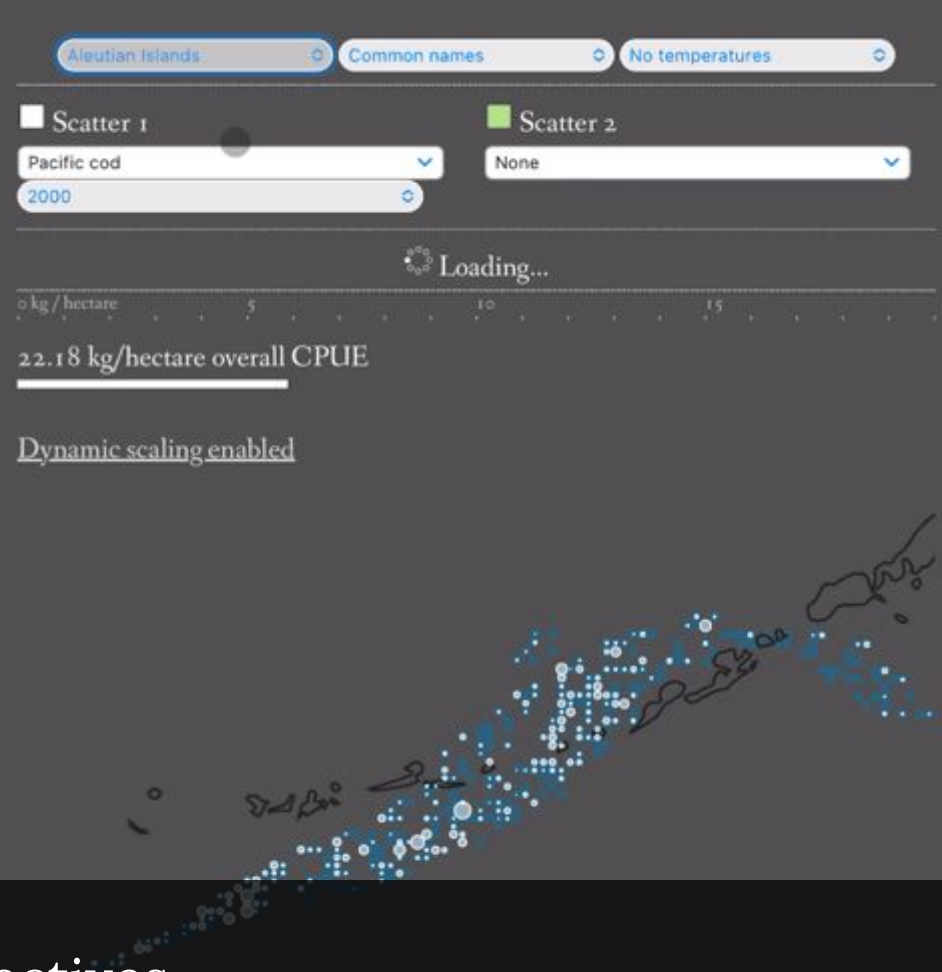 Aleutian Islands Common names No temperatures
Scatter 1 Scatter 2
Pacific cod None
2000
Loading...
0 kg / hectare 5 10 15
22.18 kg/hectare overall CPUE
Dynamic scaling enabled